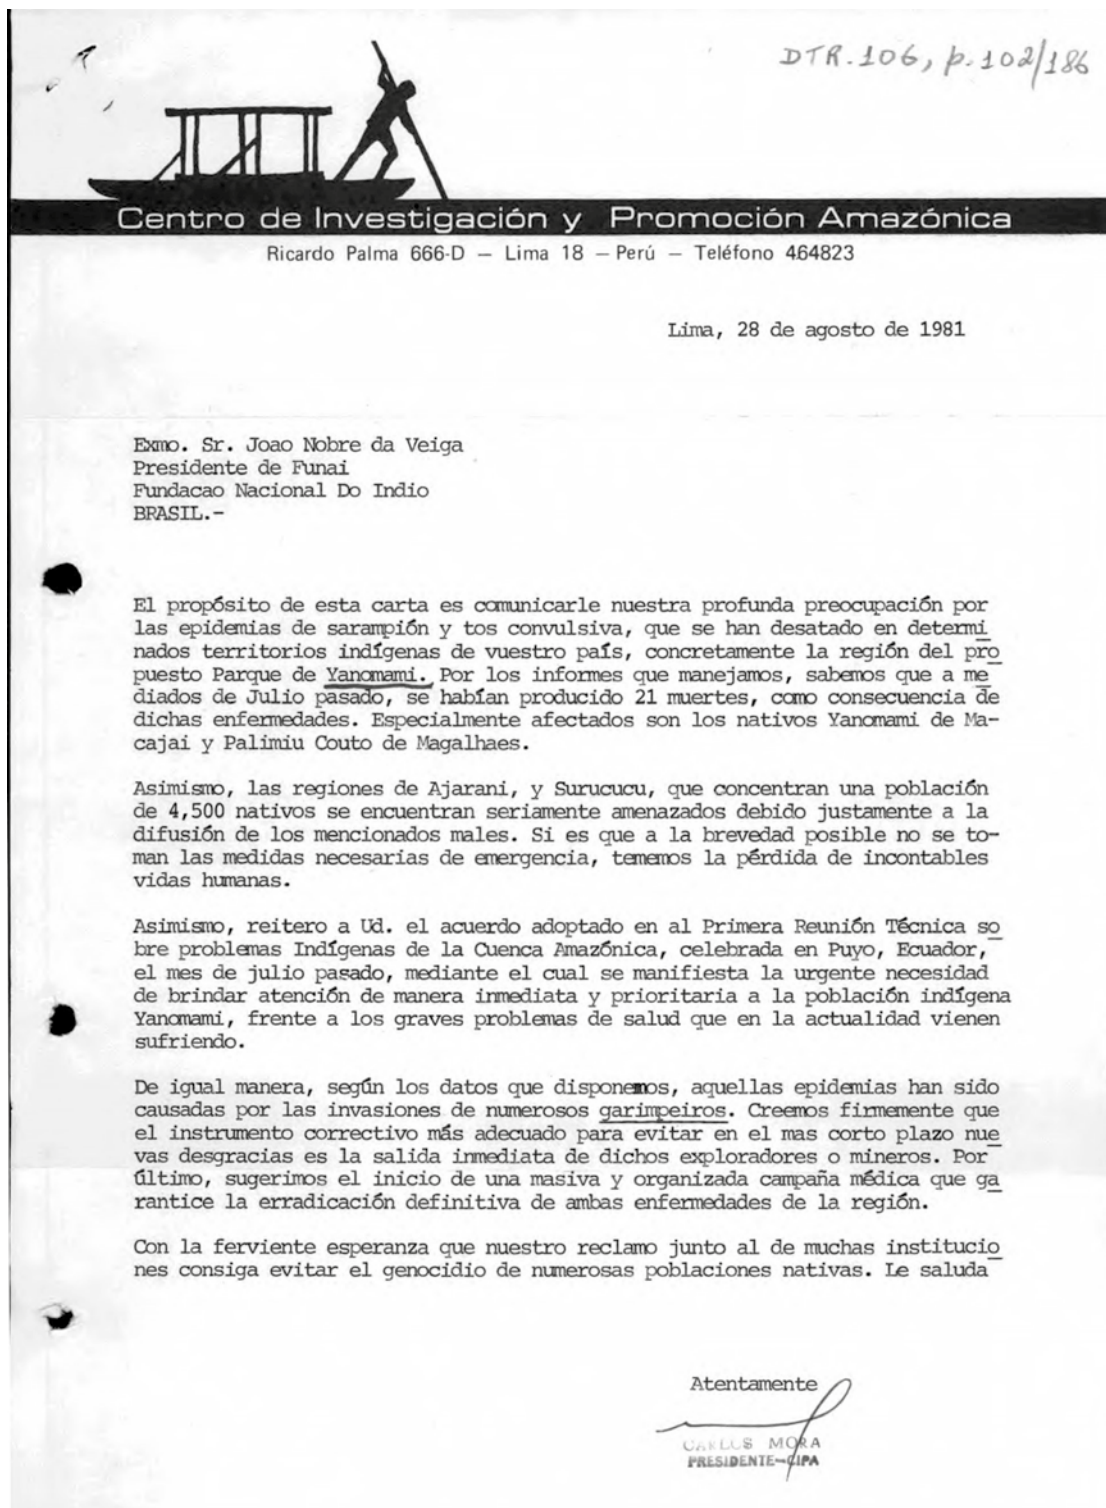 DTR.106, p.102/186
Centro de Investigación y Promoción Amazónica
Ricardo Palma 666-D — Lima 18 — Perú — Teléfono 464823
Lima, 28 de agosto de 1981
Exmo. Sr. Joao Nobre da Veiga
Presidente de Funai
Fundacao Nacional Do Indio
BRASIL.-
El propósito de esta carta es comunicarle nuestra profunda preocupación por
las epidemias de sarampión y tos convulsiva, que se han desatado en determi
nados territorios indígenas de vuestro país, concretamente la región del pro
puesto Parque de Yanomami. Por los informes que manejamos, sabemos que a me
diados de Julio pasado, se habían producido 21 muertes, como consecuencia de
dichas enfermedades. Especialmente afectados son los nativos Yanomami de Ma-
cajai y Palimiu Couto de Magalhaes.
Asimismo, las regiones de Ajarani, y Surucucu, que concentran una población
de 4,500 nativos se encuentran seriamente amenazados debido justamente a la
difusión de los mencionados males. Si es que a la brevedad posible no se to-
man las medidas necesarias de emergencia, tememos la pérdida de incontables
vidas humanas.
Asimismo, reitero a Ud. el acuerdo adoptado en al Primera Reunión Técnica so
bre problemas Indígenas de la Cuenca Amazónica, celebrada en Puyo, Ecuador,
el mes de julio pasado, mediante el cual se manifiesta la urgente necesidad
de brindar atención de manera inmediata y prioritaria a la población indígena
Yanomami, frente a los graves problemas de salud que en la actualidad vienen
sufriendo.
De igual manera, según los datos que disponemos, aquellas epidemias han sido
causadas por las invasiones de numerosos garimpeiros. Creemos firmemente que
el instrumento correctivo más adecuado para evitar en el mas corto plazo nue
vas desgracias es la salida inmediata de dichos exploradores o mineros. Por
último, sugerimos el inicio de una masiva y organizada campaña médica que ga
rantice la erradicación definitiva de ambas enfermedades de la región.
Con la ferviente esperanza que nuestro reclamo junto al de muchas institucio
nes consiga evitar el genocidio de numerosas poblaciones nativas. Le saluda
Atentamente
CARLOS MORA
PRESIDENTE-CIPA